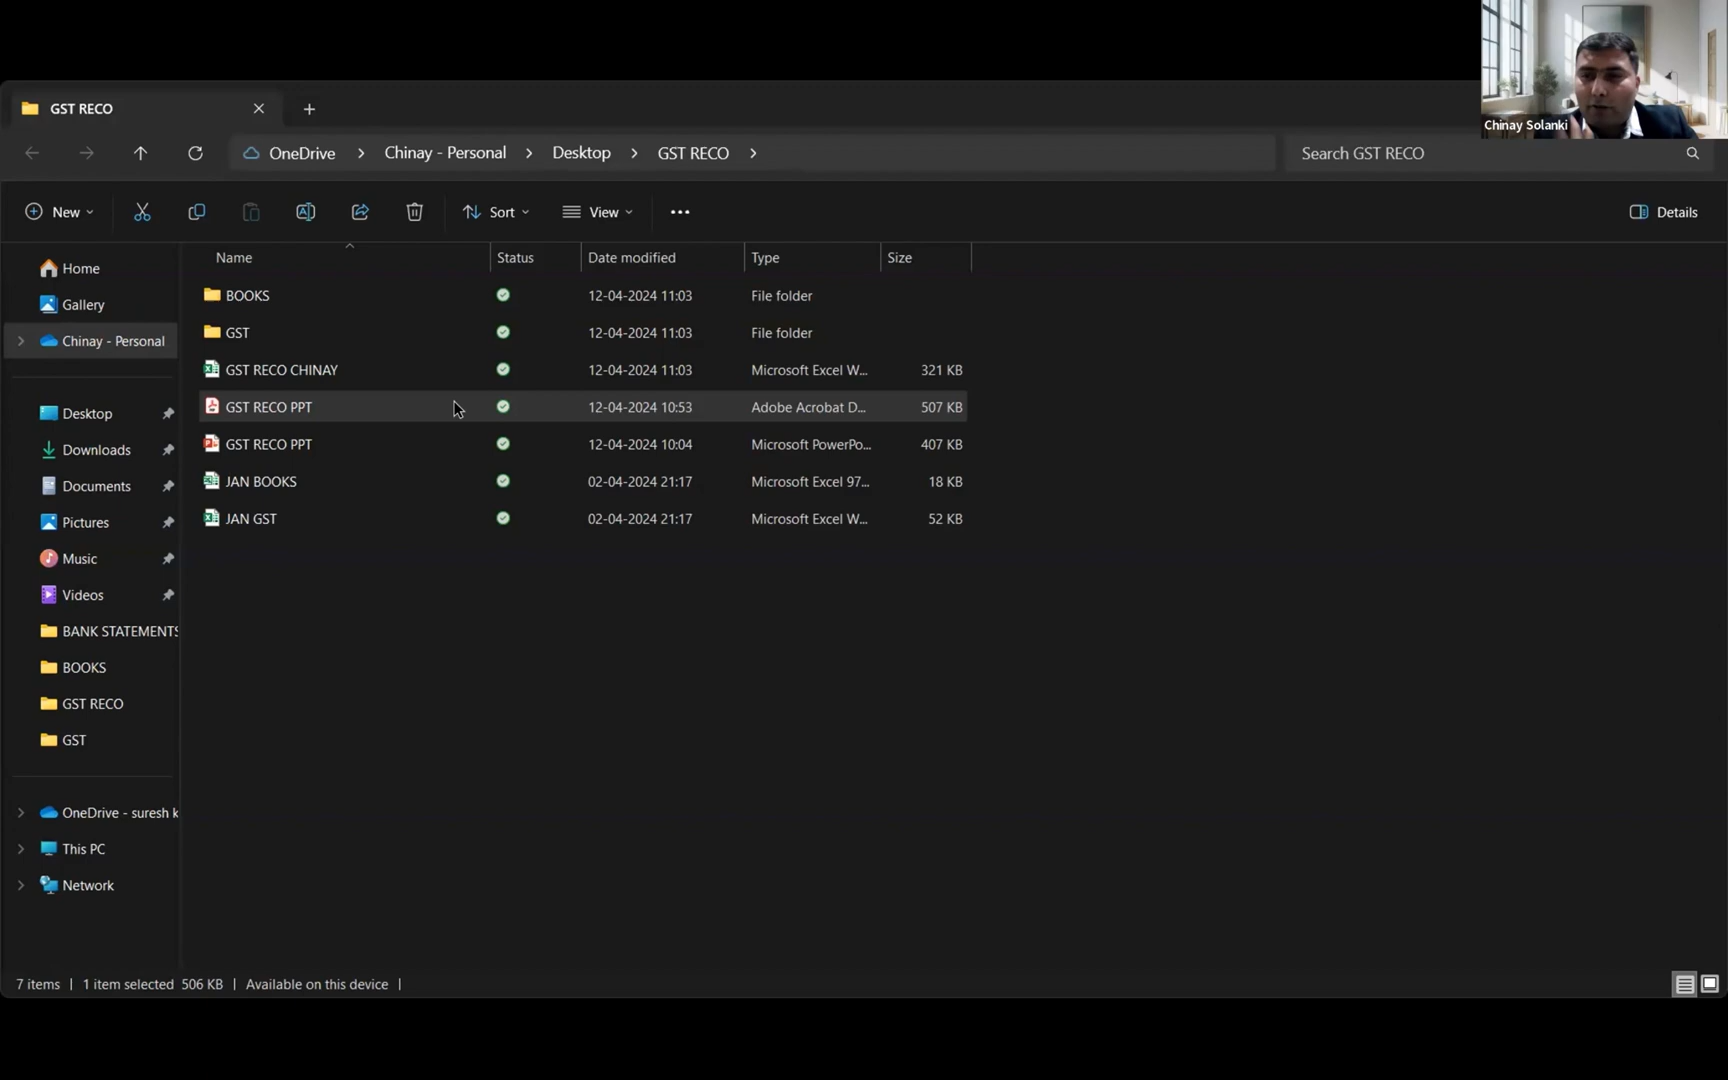 GST RECO
Chinay Solanki
OneDrive > Chinay - Personal > Desktop > GST RECO >
Search GST RECO
New
Sort
View
Details
Name Status Date modified Type Size
BOOKS 12-04-2024 11:03 File folder
GST 12-04-2024 11:03 File folder
GST RECO CHINAY 12-04-2024 11:03 Microsoft Excel W... 321 KB
GST RECO PPT 12-04-2024 10:53 Adobe Acrobat D... 507 KB
GST RECO PPT 12-04-2024 10:04 Microsoft PowerPo... 407 KB
JAN BOOKS 02-04-2024 21:17 Microsoft Excel 97... 18 KB
JAN GST 02-04-2024 21:17 Microsoft Excel W... 52 KB
Home
Gallery
Chinay - Personal
Desktop
Downloads
Documents
Pictures
Music
Videos
BANK STATEMENTS
BOOKS
GST RECO
GST
OneDrive - suresh k
This PC
Network
7 items | 1 item selected 506 KB | Available on this device |